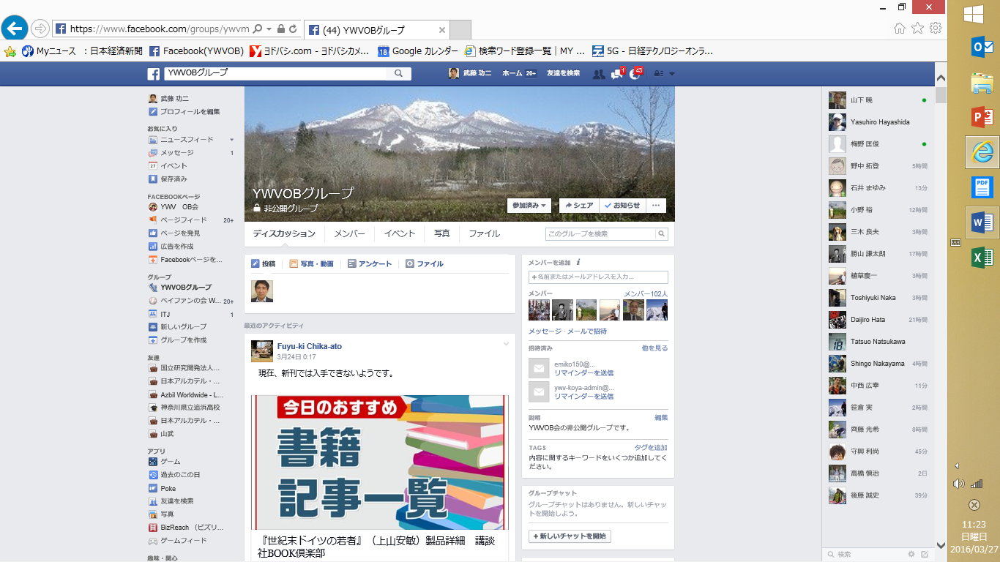 https://www.facebook.com/groups/ywvm
(44) YWVOBグループ
Myニュース ：日本経済新聞
Facebook(YWVOB)
ヨドバシ.com - ヨドバシカメ...
Google カレンダー
検索ワード登録一覧 | MY ...
5G - 日経テクノロジーオンラ...
YWVOBグループ
武藤 功二
ホーム 20+
友達を検索
1
43
武藤 功二
プロフィールを編集
お気に入り
ニュースフィード
メッセージ 1
イベント
保存済み
FACEBOOKページ
YWV OB会
ページフィード 20+
ページを発見
広告を作成
Facebookページを...
グループ
YWVOBグループ
ベイファンの会 W... 20+
ITJ 1
新しいグループ
グループを作成
友達
国立研究開発法人...
日本アルカテル・...
Azbil Worldwide - L...
神奈川県立追浜高校
日本アルカテル・...
山武
アプリ
ゲーム
過去のこの日
Poke
友達を検索
写真
BizReach （ビズリ...
ゲームフィード
趣味・関心
YWVOBグループ
非公開グループ
参加済み
シェア
お知らせ
ディスカッション
メンバー
イベント
写真
ファイル
このグループを検索
投稿
写真・動画
アンケート
ファイル
最近のアクティビティ
Fuyu-ki Chika-ato
3月24日 0:17
現在、新刊では入手できないようです。
今日のおすすめ
書籍
記事一覧
『世紀末ドイツの若者』（上山安敏）製品詳細 講談
社BOOK倶楽部
メンバーを追加
+名前またはメールアドレスを入力...
メンバー
メンバー102人
メッセージ · メールで招待
招待済み
他を見る
emiko150@...
リマインダーを送信
ywv-koya-admin@...
リマインダーを送信
説明
編集
YWVOB会の非公開グループです。
TAGS
タグを追加
内容に関するキーワードをいくつか追加してく
ださい。
グループチャット
グループチャットはありません。新しいチャッ
トを開始しよう。
+ 新しいチャットを開始
山下 暁
Yasuhiro Hayashida
梅野 匡俊
野中 拓登 5時間
石井 まゆみ 13分
小野 裕 12時間
三木 良夫 3時間
勝山 謙太朗 17時間
植草慶一 3時間
Toshiyuki Naka 3時間
Daijiro Hata 21時間
Tatsuo Natsukawa
Shingo Nakayama 4時間
中西 広幸 11分
笹倉 実 2時間
齊藤 光希 8時間
守興 利尚 45分
高橋 慎治 2日
後藤 誠史 39分
検索
11:23
日曜日
2016/03/27